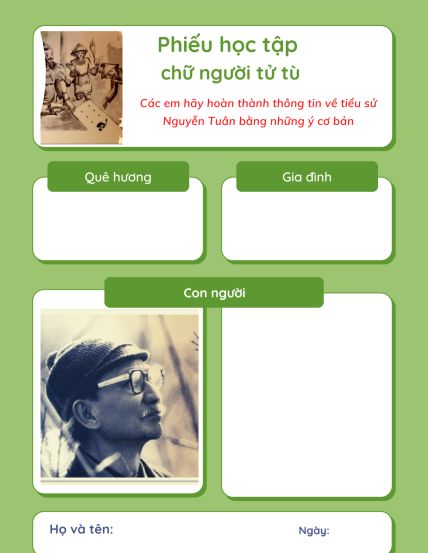 Phiếu học tập
chữ người tử tù
Các em hãy hoàn thành thông tin về tiểu sử
Nguyễn Tuân bằng những ý cơ bản
Quê hương
Gia đình
Con người
Họ và tên:
Ngày: